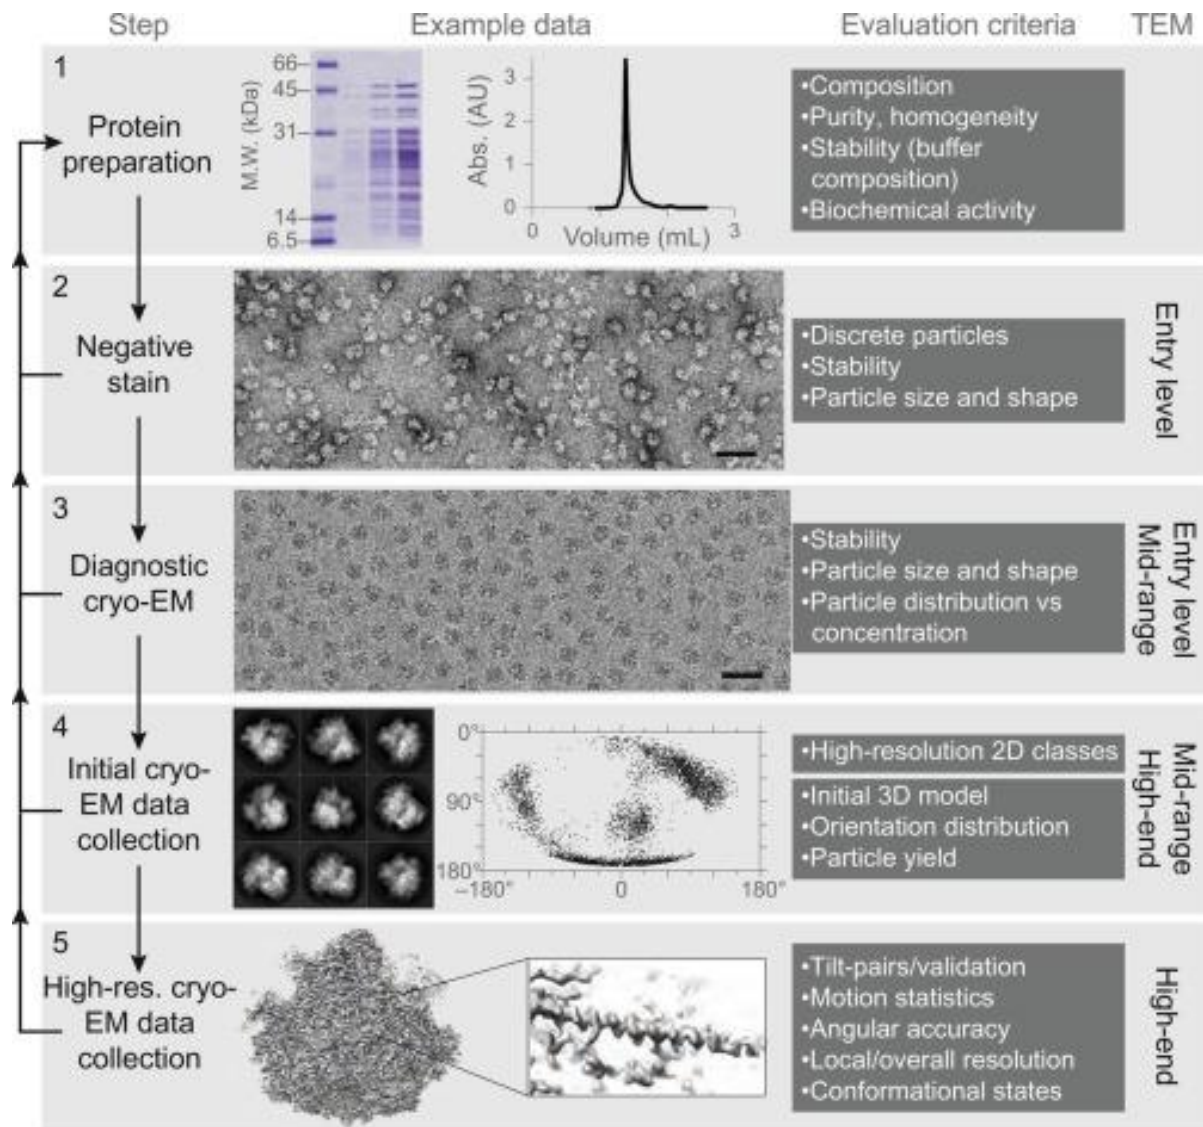 Step Example data Evaluation criteria TEM
1
Protein
preparation
M.W. (kDa)
66
45
31
14
6.5
Abs. (AU)
3
2
1
0
0 3
Volume (mL)
•Composition
•Purity, homogeneity
•Stability (buffer
composition)
•Biochemical activity
2
Negative
stain
•Discrete particles
•Stability
•Particle size and shape
Entry level
3
Diagnostic
cryo-EM
•Stability
•Particle size and shape
•Particle distribution vs
concentration
Entry level
Mid-range
4
Initial cryo-
EM data
collection
0°
90°
180°
–180° 0 180°
•High-resolution 2D classes
•Initial 3D model
•Orientation distribution
•Particle yield
Mid-range
High-end
5
High-res. cryo-
EM data
collection
•Tilt-pairs/validation
•Motion statistics
•Angular accuracy
•Local/overall resolution
•Conformational states
High-end